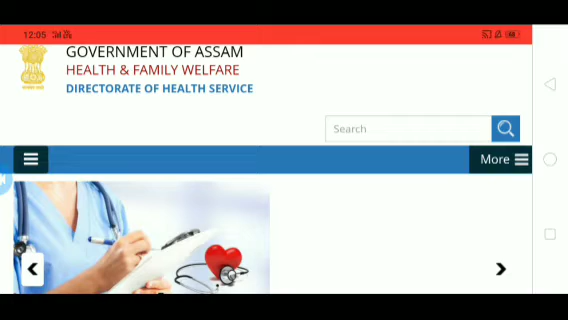 12:05
GOVERNMENT OF ASSAM
HEALTH & FAMILY WELFARE
DIRECTORATE OF HEALTH SERVICE
Search
More